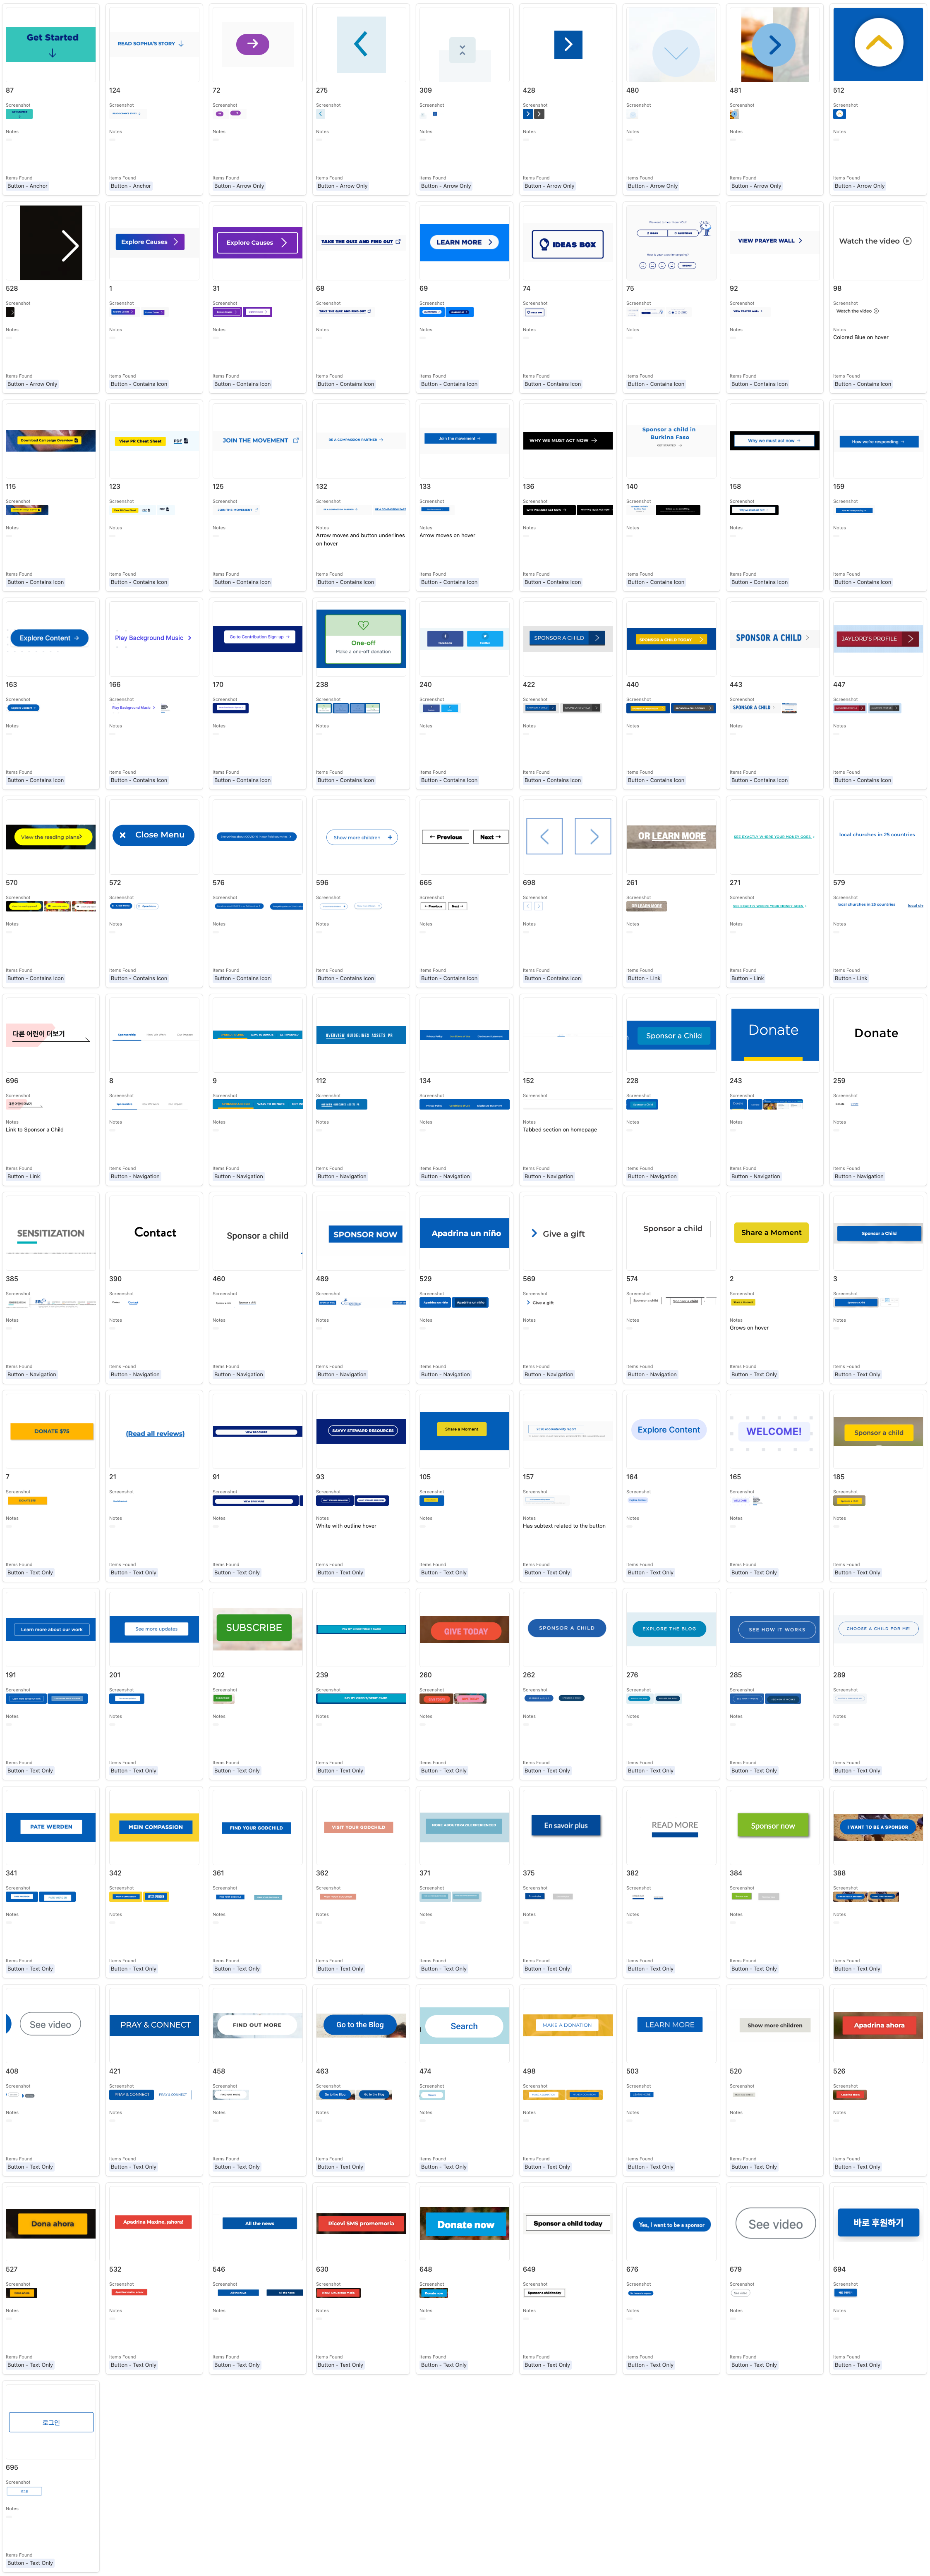 Get Started
READ SOPHIA'S STORY
87 124 72 275 309 428 480 481 512
Screenshot Screenshot Screenshot Screenshot Screenshot Screenshot Screenshot Screenshot Screenshot
Notes Notes Notes Notes Notes Notes Notes Notes Notes
Items Found Items Found Items Found Items Found Items Found Items Found Items Found Items Found Items Found
Button - Anchor Button - Anchor Button - Arrow Only Button - Arrow Only Button - Arrow Only Button - Arrow Only Button - Arrow Only Button - Arrow Only Button - Arrow Only
Explore Causes
Explore Causes
TAKE THE QUIZ AND FIND OUT
LEARN MORE
IDEAS BOX
VIEW PRAYER WALL
Watch the video
528 1 31 68 69 74 75 92 98
Screenshot Screenshot Screenshot Screenshot Screenshot Screenshot Screenshot Screenshot Screenshot
Notes Notes Notes Notes Notes Notes Notes Notes Notes
Colored Blue on hover
Items Found Items Found Items Found Items Found Items Found Items Found Items Found Items Found Items Found
Button - Arrow Only Button - Contains Icon Button - Contains Icon Button - Contains Icon Button - Contains Icon Button - Contains Icon Button - Contains Icon Button - Contains Icon Button - Contains Icon
Download Campaign Overview
View PR Cheat Sheet PDF
JOIN THE MOVEMENT
BE A COMPASSION PARTNER
Join the movement
WHY WE MUST ACT NOW
Sponsor a child in
Burkina Faso
GET STARTED
Why we must act now
How we're responding
115 123 125 132 133 136 140 158 159
Screenshot Screenshot Screenshot Screenshot Screenshot Screenshot Screenshot Screenshot Screenshot
Notes Notes Notes Notes Notes Notes Notes Notes Notes
Arrow moves and button underlines
on hover
Arrow moves on hover
Items Found Items Found Items Found Items Found Items Found Items Found Items Found Items Found Items Found
Button - Contains Icon Button - Contains Icon Button - Contains Icon Button - Contains Icon Button - Contains Icon Button - Contains Icon Button - Contains Icon Button - Contains Icon Button - Contains Icon
Explore Content
Play Background Music
Go to Contribution Sign-up
One-off
Make a one-off donation
facebook twitter
SPONSOR A CHILD
SPONSOR A CHILD TODAY
SPONSOR A CHILD
JAYLORD'S PROFILE
163 166 170 238 240 422 440 443 447
Screenshot Screenshot Screenshot Screenshot Screenshot Screenshot Screenshot Screenshot Screenshot
Notes Notes Notes Notes Notes Notes Notes Notes Notes
Items Found Items Found Items Found Items Found Items Found Items Found Items Found Items Found Items Found
Button - Contains Icon Button - Contains Icon Button - Contains Icon Button - Contains Icon Button - Contains Icon Button - Contains Icon Button - Contains Icon Button - Contains Icon Button - Contains Icon
View the reading plans
Close Menu
Show more children
Previous Next
OR LEARN MORE
SEE EXACTLY WHERE YOUR MONEY GOES
local churches in 25 countries
570 572 576 596 665 698 261 271 579
Screenshot Screenshot Screenshot Screenshot Screenshot Screenshot Screenshot Screenshot Screenshot
Notes Notes Notes Notes Notes Notes Notes Notes Notes
Items Found Items Found Items Found Items Found Items Found Items Found Items Found Items Found Items Found
Button - Contains Icon Button - Contains Icon Button - Contains Icon Button - Contains Icon Button - Contains Icon Button - Contains Icon Button - Link Button - Link Button - Link
다른 어린이 더보기
Sponsorship
OVERVIEW GUIDELINES ASSETS PR
Sponsor a Child
Donate
Donate
696 8 9 112 134 152 228 243 259
Screenshot Screenshot Screenshot Screenshot Screenshot Screenshot Screenshot Screenshot Screenshot
Notes Notes Notes Notes Notes Notes Notes Notes Notes
Link to Sponsor a Child
Tabbed section on homepage
Items Found Items Found Items Found Items Found Items Found Items Found Items Found Items Found Items Found
Button - Link Button - Navigation Button - Navigation Button - Navigation Button - Navigation Button - Navigation Button - Navigation Button - Navigation Button - Navigation
SENSITIZATION
Contact
Sponsor a child
SPONSOR NOW
Apadrina un niño
Give a gift
Sponsor a child
Share a Moment
Sponsor a Child
385 390 460 489 529 569 574 2 3
Screenshot Screenshot Screenshot Screenshot Screenshot Screenshot Screenshot Screenshot Screenshot
Notes Notes Notes Notes Notes Notes Notes Notes Notes
Grows on hover
Items Found Items Found Items Found Items Found Items Found Items Found Items Found Items Found Items Found
Button - Navigation Button - Navigation Button - Navigation Button - Navigation Button - Navigation Button - Navigation Button - Navigation Button - Text Only Button - Text Only
DONATE $75
(Read all reviews)
VIEW BROCHURE
SAVVY STEWARD RESOURCES
Share a Moment
Explore Content
WELCOME!
Sponsor a child
7 21 91 93 105 157 164 165 185
Screenshot Screenshot Screenshot Screenshot Screenshot Screenshot Screenshot Screenshot Screenshot
Notes Notes Notes Notes Notes Notes Notes Notes Notes
White with outline hover
Has subtext related to the button
Items Found Items Found Items Found Items Found Items Found Items Found Items Found Items Found Items Found
Button - Text Only Button - Text Only Button - Text Only Button - Text Only Button - Text Only Button - Text Only Button - Text Only Button - Text Only Button - Text Only
Learn more about our work
See more updates
SUBSCRIBE
PAY BY CREDIT/DEBIT CARD
GIVE TODAY
SPONSOR A CHILD
EXPLORE THE BLOG
SEE HOW IT WORKS
CHOOSE A CHILD FOR ME!
191 201 202 239 260 262 276 285 289
Screenshot Screenshot Screenshot Screenshot Screenshot Screenshot Screenshot Screenshot Screenshot
Notes Notes Notes Notes Notes Notes Notes Notes Notes
Items Found Items Found Items Found Items Found Items Found Items Found Items Found Items Found Items Found
Button - Text Only Button - Text Only Button - Text Only Button - Text Only Button - Text Only Button - Text Only Button - Text Only Button - Text Only Button - Text Only
PATE WERDEN
MEIN COMPASSION
FIND YOUR GODCHILD
VISIT YOUR GODCHILD
En savoir plus
READ MORE
Sponsor now
I WANT TO BE A SPONSOR
341 342 361 362 371 375 382 384 388
Screenshot Screenshot Screenshot Screenshot Screenshot Screenshot Screenshot Screenshot Screenshot
Notes Notes Notes Notes Notes Notes Notes Notes Notes
Items Found Items Found Items Found Items Found Items Found Items Found Items Found Items Found Items Found
Button - Text Only Button - Text Only Button - Text Only Button - Text Only Button - Text Only Button - Text Only Button - Text Only Button - Text Only Button - Text Only
See video
PRAY & CONNECT
FIND OUT MORE
Go to the Blog
Search
MAKE A DONATION
LEARN MORE
Show more children
Apadrina ahora
408 421 458 463 474 498 503 520 526
Screenshot Screenshot Screenshot Screenshot Screenshot Screenshot Screenshot Screenshot Screenshot
Notes Notes Notes Notes Notes Notes Notes Notes Notes
Items Found Items Found Items Found Items Found Items Found Items Found Items Found Items Found Items Found
Button - Text Only Button - Text Only Button - Text Only Button - Text Only Button - Text Only Button - Text Only Button - Text Only Button - Text Only Button - Text Only
Dona ahora
Apadrina Maxine, ¡ahora!
All the news
Ricevi SMS promemoria
Donate now
Sponsor a child today
Yes, I want to be a sponsor
See video
바로 후원하기
527 532 546 630 648 649 676 679 694
Screenshot Screenshot Screenshot Screenshot Screenshot Screenshot Screenshot Screenshot Screenshot
Notes Notes Notes Notes Notes Notes Notes Notes Notes
Items Found Items Found Items Found Items Found Items Found Items Found Items Found Items Found Items Found
Button - Text Only Button - Text Only Button - Text Only Button - Text Only Button - Text Only Button - Text Only Button - Text Only Button - Text Only Button - Text Only
로그인
695
Screenshot
Notes
Items Found
Button - Text Only